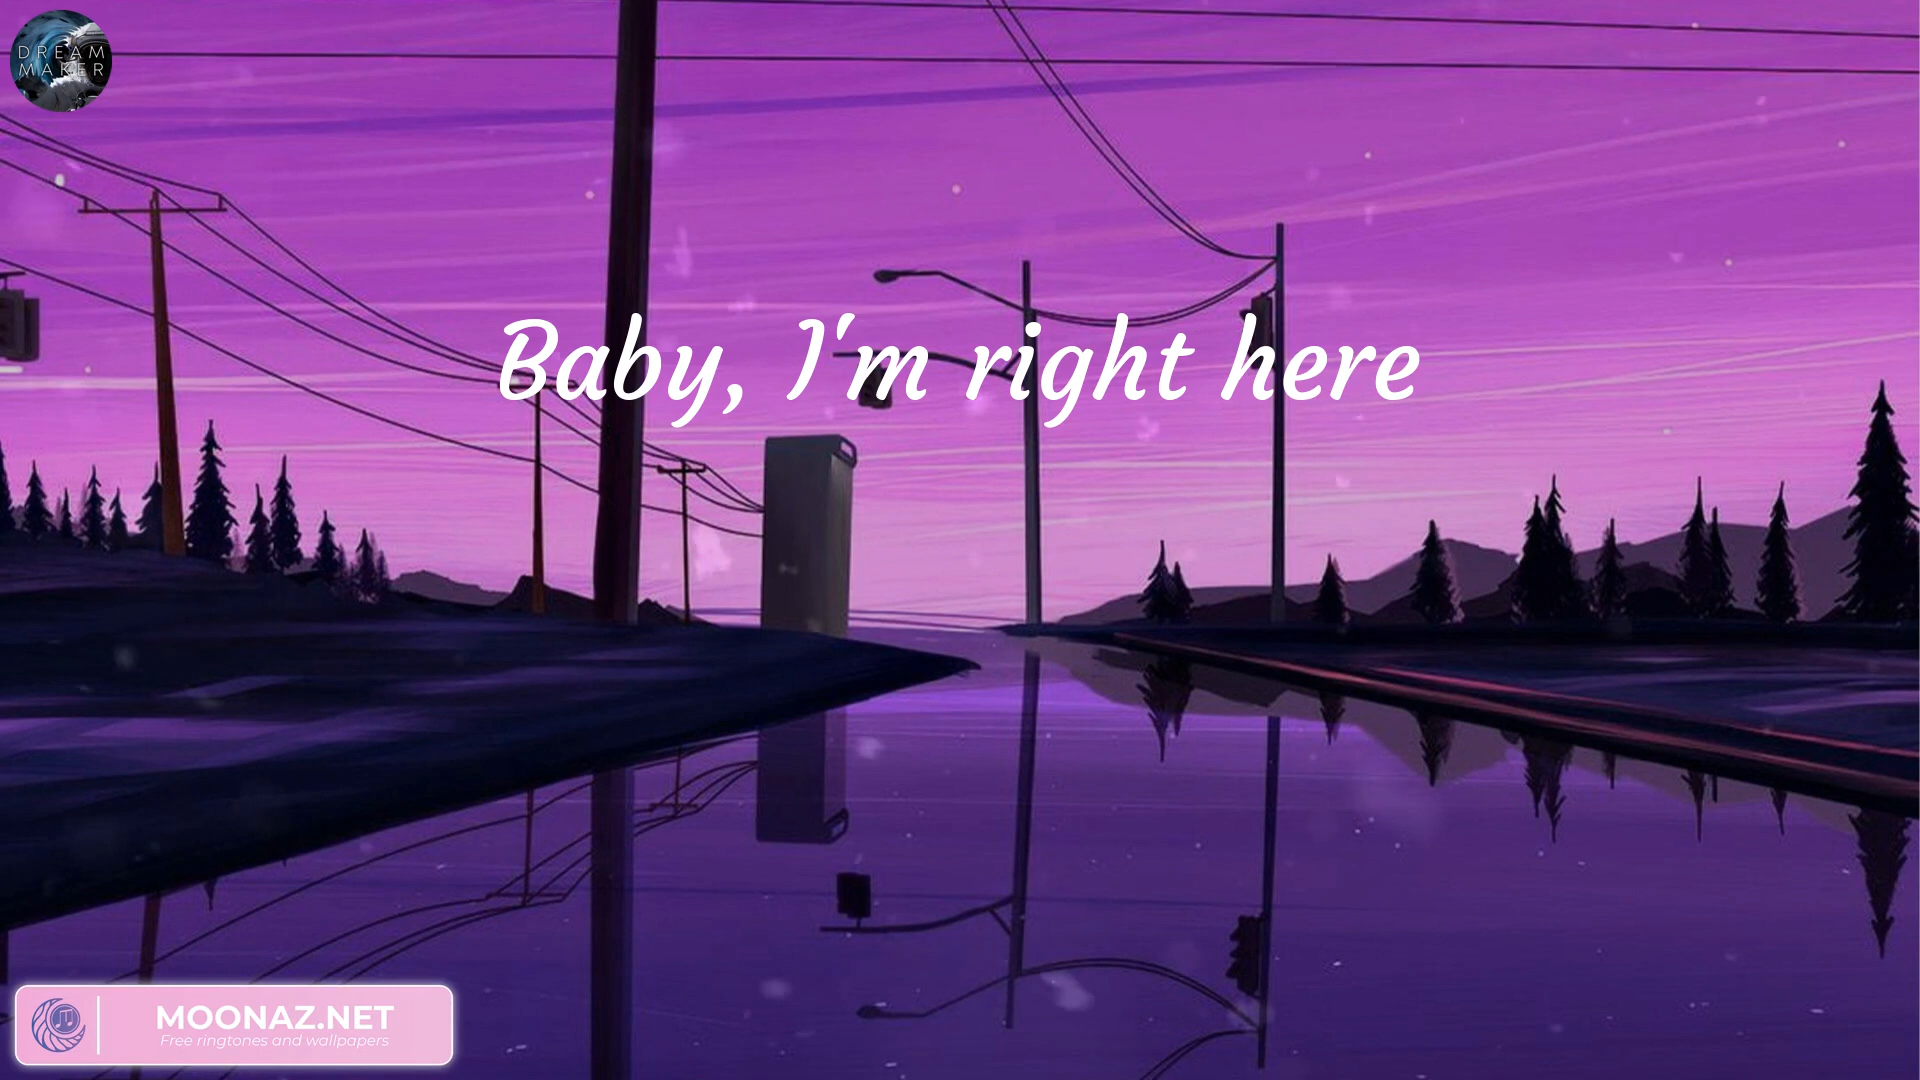 DREAM
MAKER
Baby, I'm right here
MOONAZ.NET
Free ringtones and wallpapers